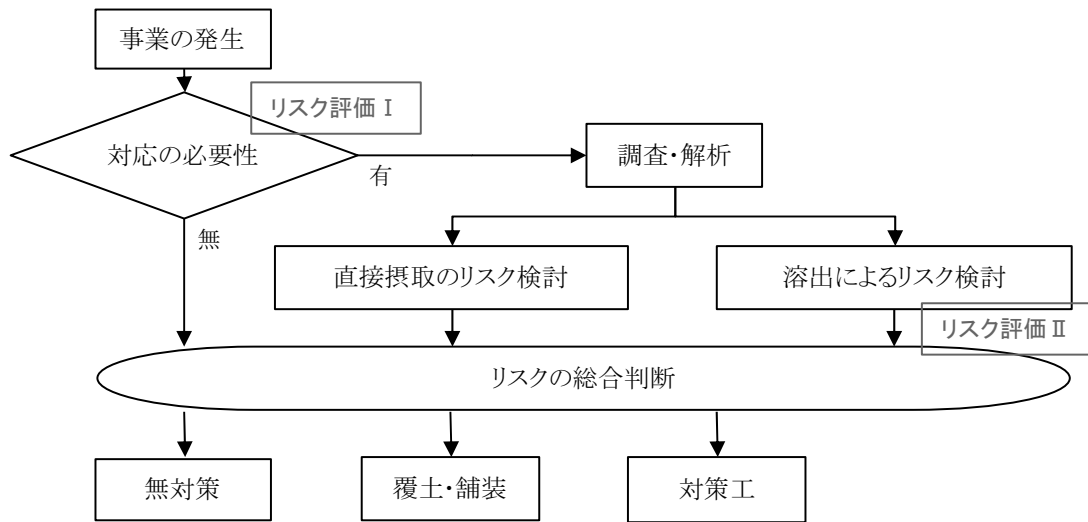 事業の発生
リスク評価Ⅰ
対応の必要性
有
調査・解析
無
直接摂取のリスク検討
溶出によるリスク検討
リスク評価Ⅱ
リスクの総合判断
無対策
覆土・舗装
対策工